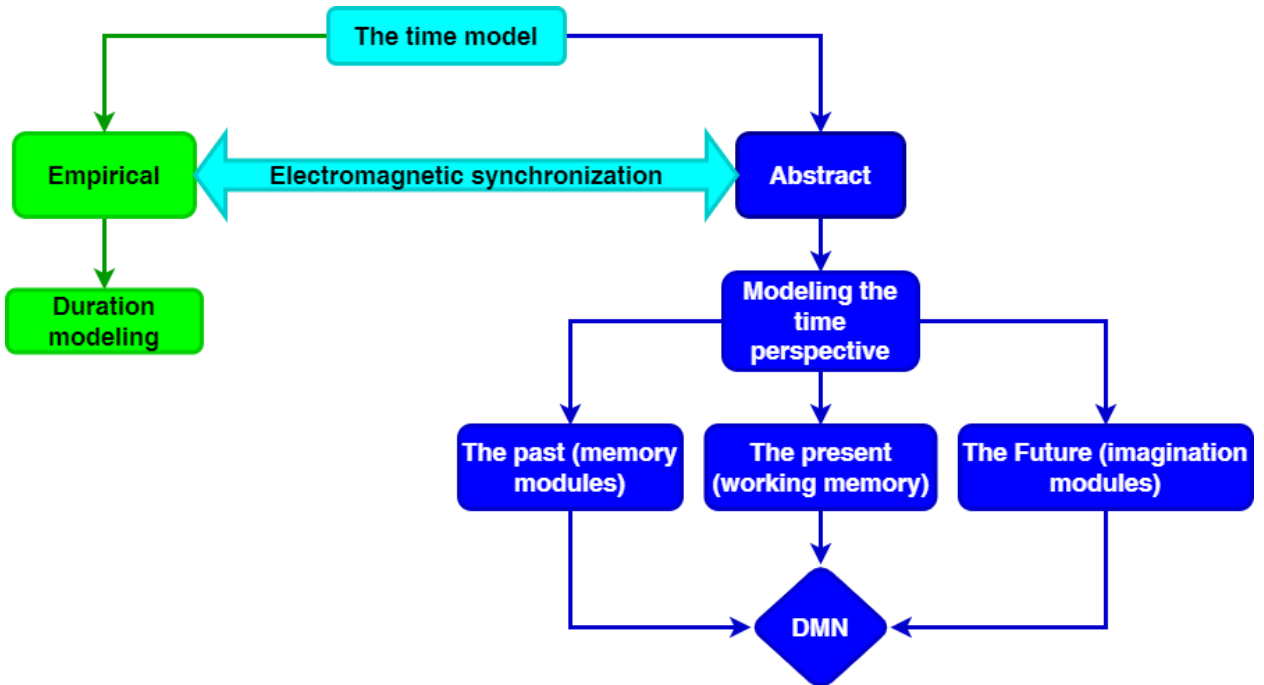 The time model
Empirical
Electromagnetic synchronization
Abstract
Duration
modeling
Modeling the
time
perspective
The past (memory
modules)
The present
(working memory)
The Future (imagination
modules)
DMN